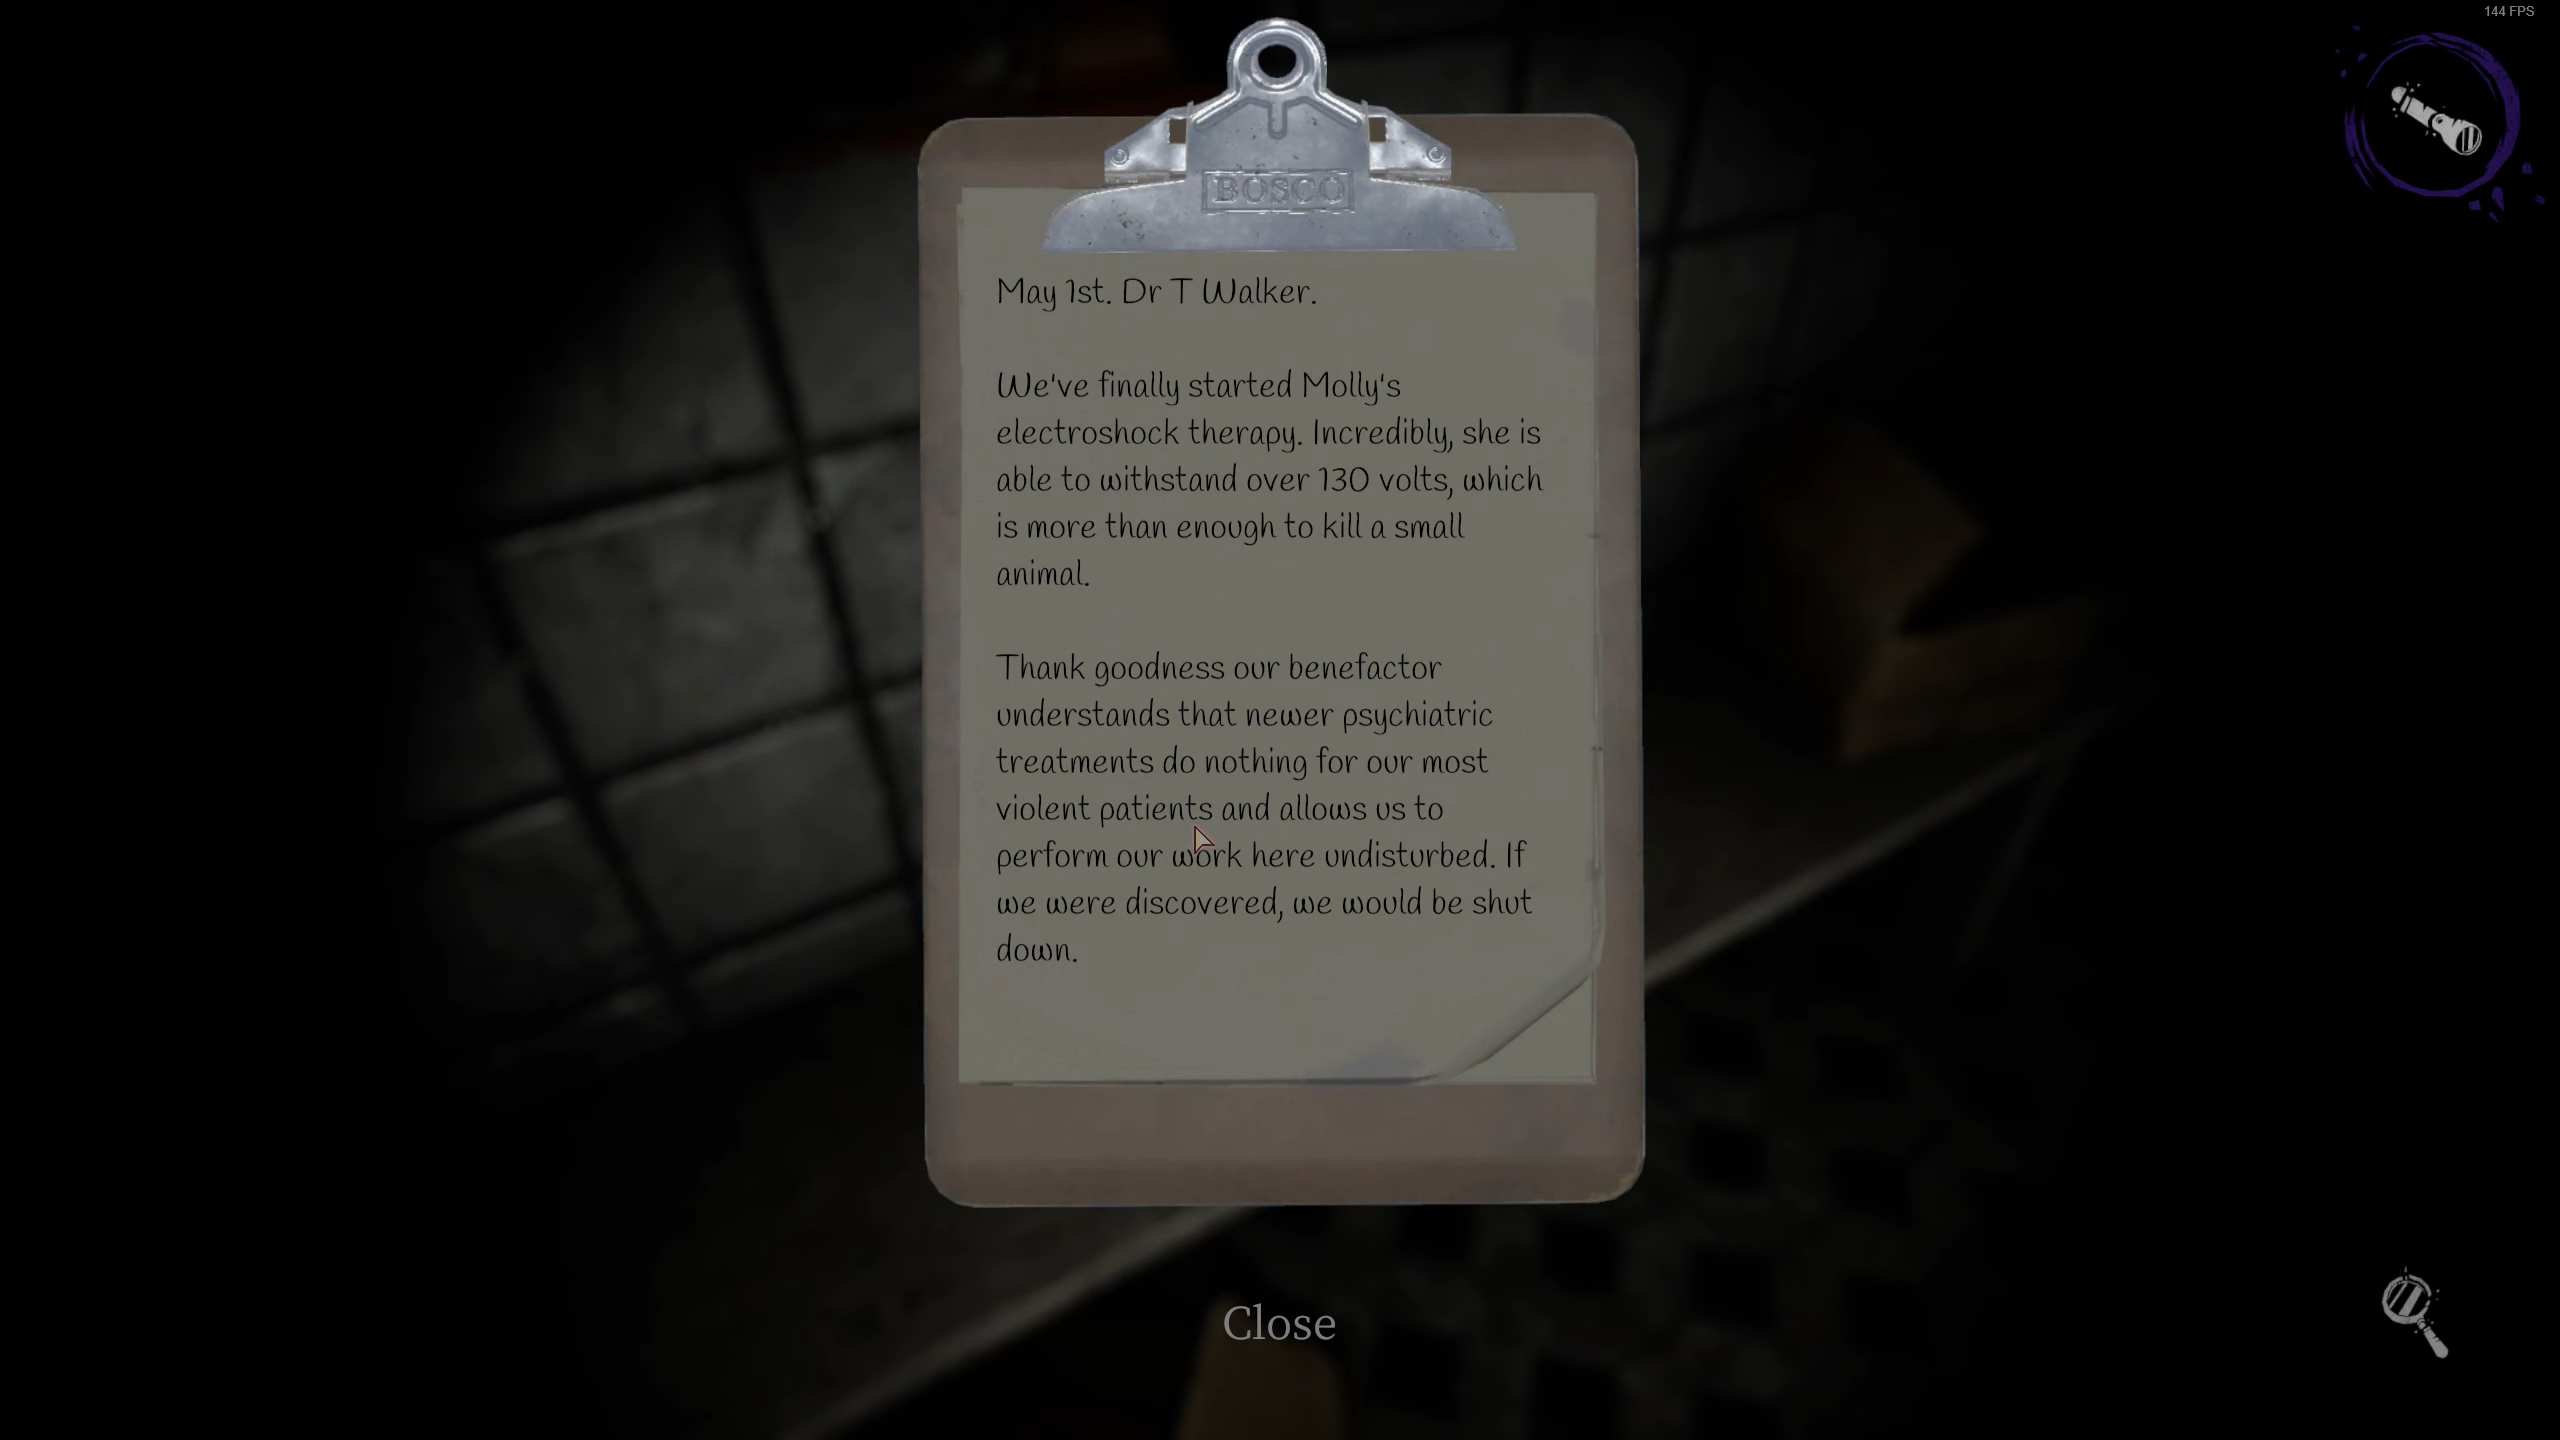 144 FPS
BOSCO
May 1st. Dr T Walker.
We've finally started Molly's
electroshock therapy. Incredibly, she is
able to withstand over 130 volts, which
is more than enough to kill a small
animal.
Thank goodness our benefactor
understands that newer psychiatric
treatments do nothing for our most
violent patients and allows us to
perform our work here undisturbed. If
we were discovered, we would be shut
down.
Close